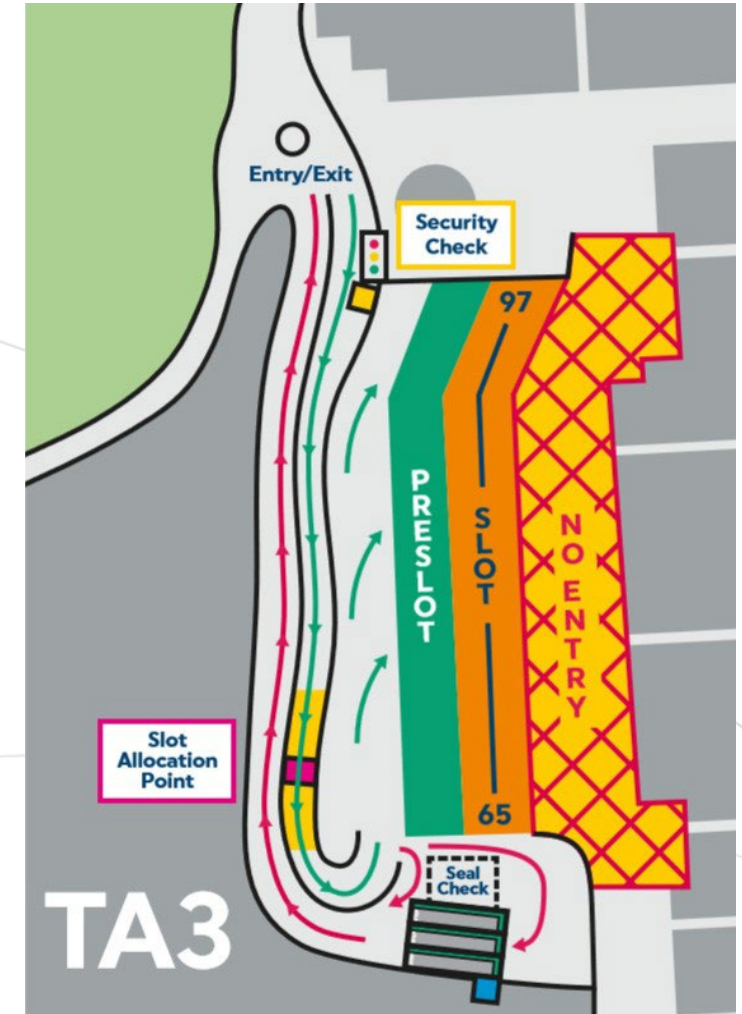 Entry/Exit
Security
Check
97
PRESLOT
SLOT
NO ENTRY
Slot
Allocation
Point
65
Seal
Check
TA3